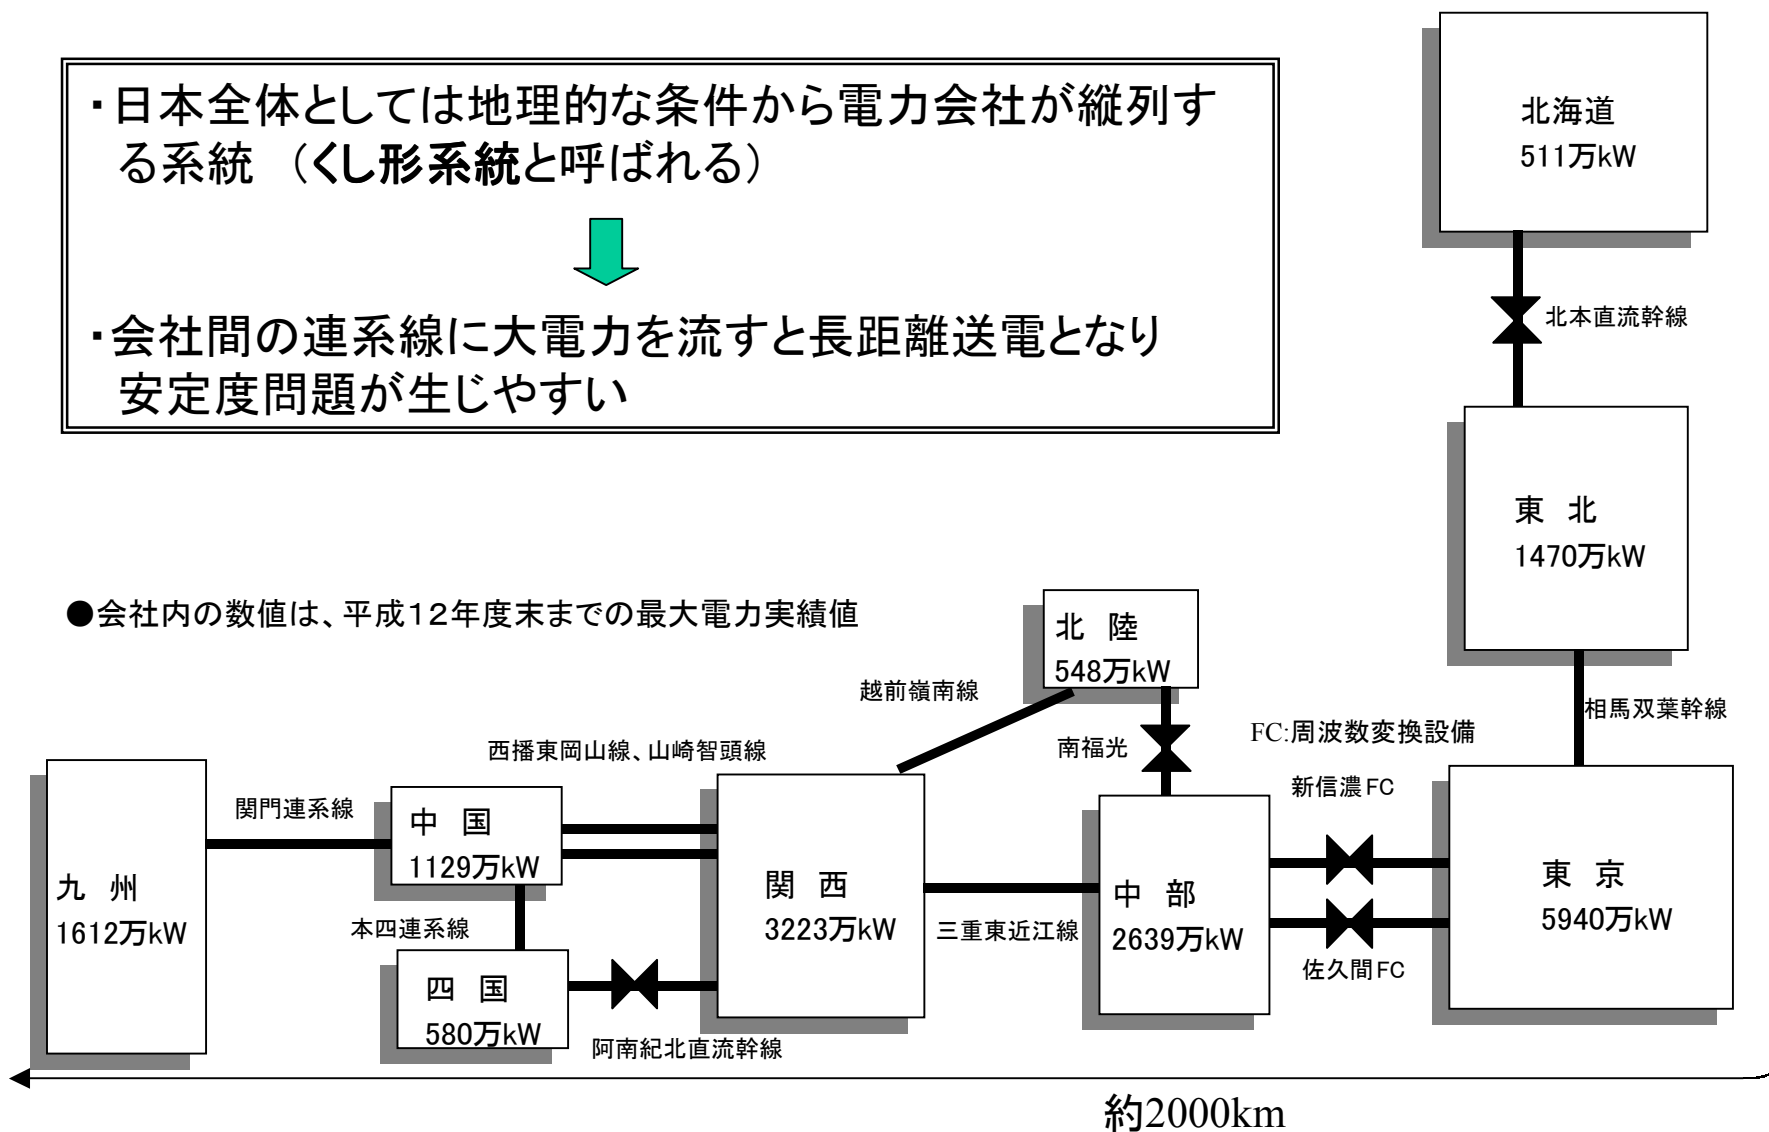 ・日本全体としては地理的な条件から電力会社が縦列す
る系統 （くし形系統と呼ばれる）
・会社間の連系線に大電力を流すと長距離送電となり
安定度問題が生じやすい
北海道
511万kW
北本直流幹線
東 北
1470万kW
●会社内の数値は、平成１２年度末までの最大電力実績値
北 陸
548万kW
越前嶺南線
相馬双葉幹線
南福光
FC:周波数変換設備
西播東岡山線、山崎智頭線
新信濃FC
関門連系線
中 国
1129万kW
九 州
1612万kW
関 西
3223万kW
三重東近江線
中 部
2639万kW
東 京
5940万kW
佐久間FC
本四連系線
四 国
580万kW
阿南紀北直流幹線
約2000km